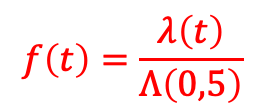 f(t) = λ(t) / Λ(0,5)